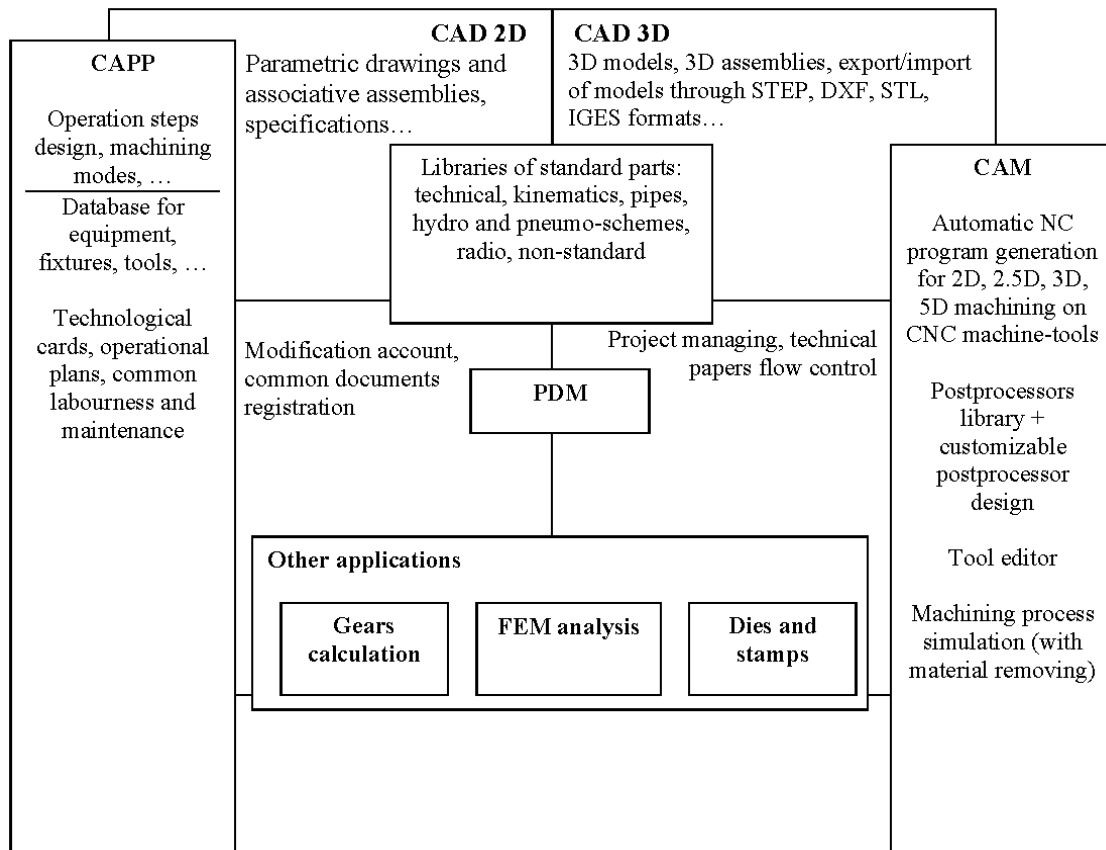 CAPP
Operation steps
design, machining
modes, …
Database for
equipment,
fixtures, tools, …
Technological
cards, operational
plans, common
labourness and
maintenance
CAD 2D
Parametric drawings and
associative assemblies,
specifications…
CAD 3D
3D models, 3D assemblies, export/import
of models through STEP, DXF, STL,
IGES formats…
Libraries of standard parts:
technical, kinematics, pipes,
hydro and pneumo-schemes,
radio, non-standard
Modification account,
common documents
registration
Project managing, technical
papers flow control
PDM
Other applications
Gears
calculation
FEM analysis
Dies and
stamps
CAM
Automatic NC
program generation
for 2D, 2.5D, 3D,
5D machining on
CNC machine-tools
Postprocessors
library +
customizable
postprocessor
design
Tool editor
Machining process
simulation (with
material removing)